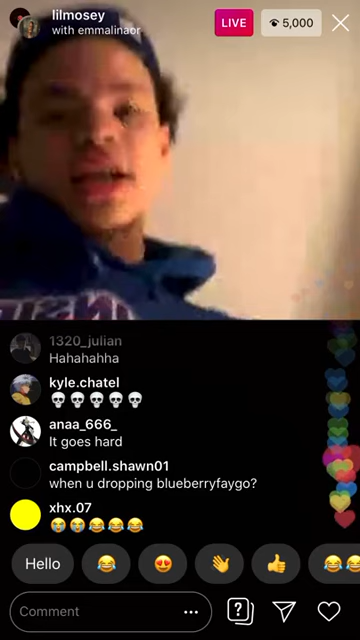 lilmosey
with emmalinaor
LIVE
5,000
1320_julian
Hahahahha
kyle.chatel
💀💀💀💀💀
anaa_666_
It goes hard
campbell.shawn01
when u dropping blueberryfaygo?
xhx.07
😭😭😂😂😂
Hello
Comment